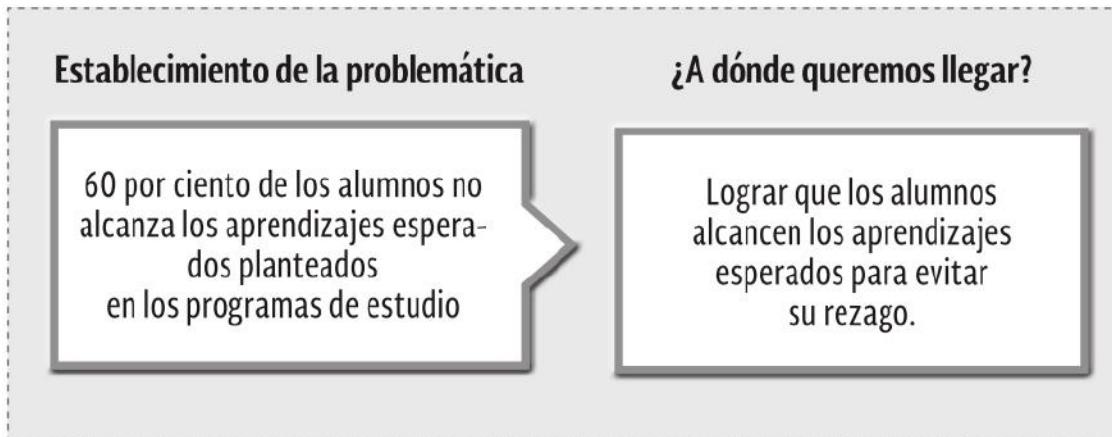 Establecimiento de la problemática
60 por ciento de los alumnos no
alcanza los aprendizajes espera-
dos planteados
en los programas de estudio
¿A dónde queremos llegar?
Lograr que los alumnos
alcancen los aprendizajes
esperados para evitar
su rezago.